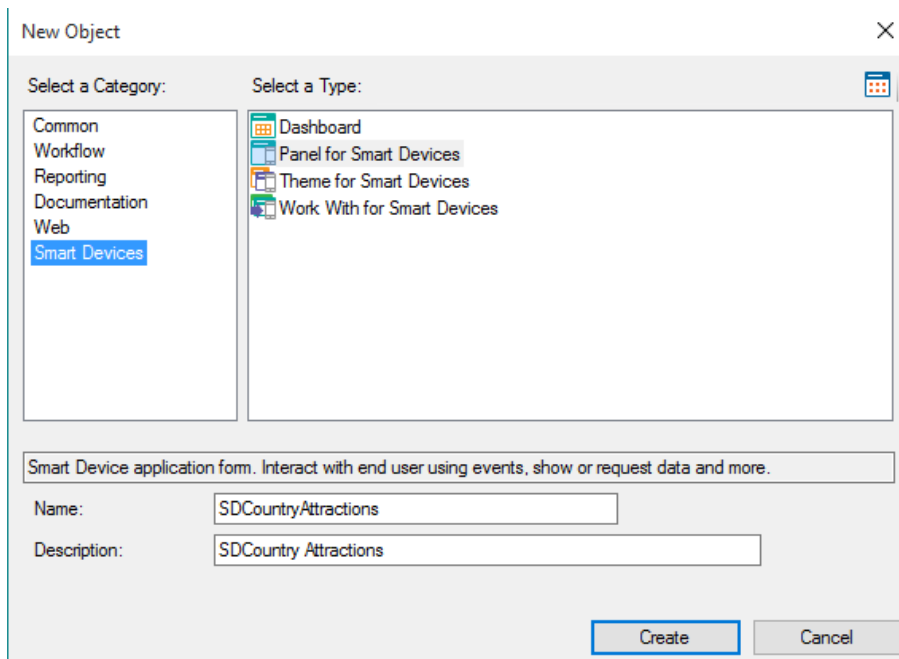 New Object
Select a Category:
Select a Type:
Common
Workflow
Reporting
Documentation
Web
Smart Devices
Dashboard
Panel for Smart Devices
Theme for Smart Devices
Work With for Smart Devices
Smart Device application form. Interact with end user using events, show or request data and more.
Name:
SDCountryAttractions
Description:
SDCountry Attractions
Create
Cancel